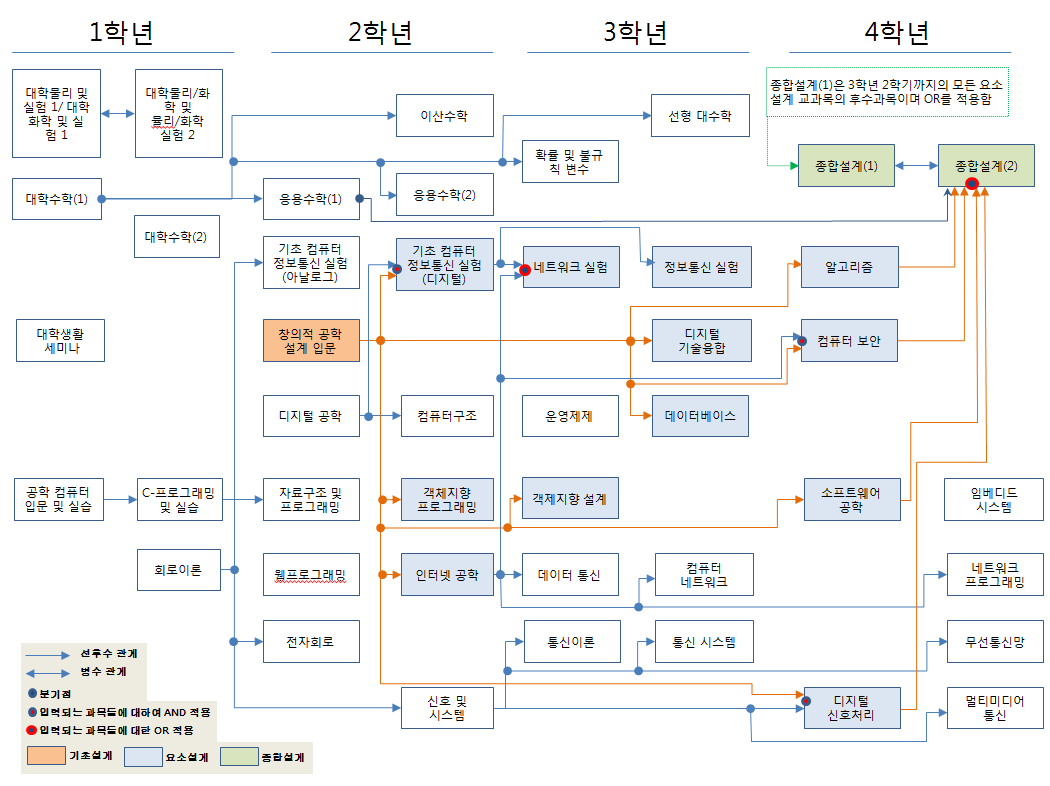 1학년
2학년
3학년
4학년
대학물리 및
실험 1/ 대학
화학 및 실
험 1
대학물리/화
학 및
물리/화학
실험 2
이산수학
선형 대수학
종합설계(1)은 3학년 2학기까지의 모든 요소
설계 교과목의 후수과목이며 OR를 적용함
확률 및 불규
칙 변수
종합설계(1)
종합설계(2)
대학수학(1)
응용수학(1)
응용수학(2)
대학수학(2)
기초 컴퓨터
정보통신 실험
(아날로그)
기초 컴퓨터
정보통신 실험
(디지털)
네트워크 실험
정보통신 실험
알고리즘
대학생활
세미나
창의적 공학
설계 입문
디지털
기술융합
컴퓨터 보안
디지털 공학
컴퓨터구조
운영제제
데이터베이스
공학 컴퓨터
입문 및 실습
C-프로그래밍
및 실습
자료구조 및
프로그래밍
객체지향
프로그래밍
객제지향 설계
소프트웨어
공학
임베디드
시스템
회로이론
웹프로그래밍
인터넷 공학
데이터 통신
컴퓨터
네트워크
네트워크
프로그래밍
전자회로
통신이론
통신 시스템
무선통신망
신호 및
시스템
디지털
신호처리
멀티미디어
통신
선후수 관계
병수 관계
분기점
입력되는 과목들에 대하여 AND 적용
입력되는 과목들에 대한 OR 적용
기초설계
요소설계
종합설계